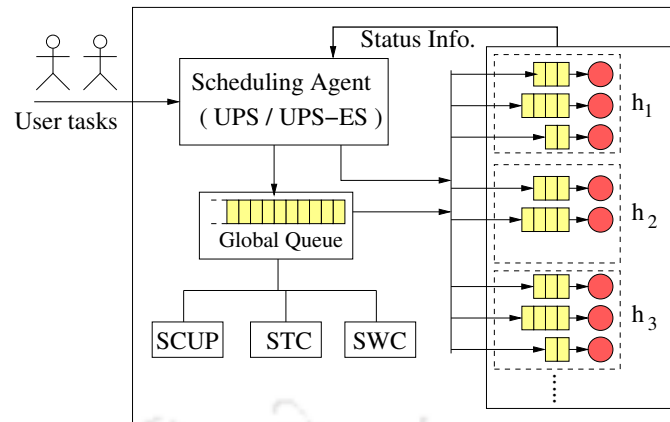 Status Info.
Scheduling Agent
( UPS / UPS−ES )
User tasks
Global Queue
SCUP
STC
SWC
h1
h2
h3